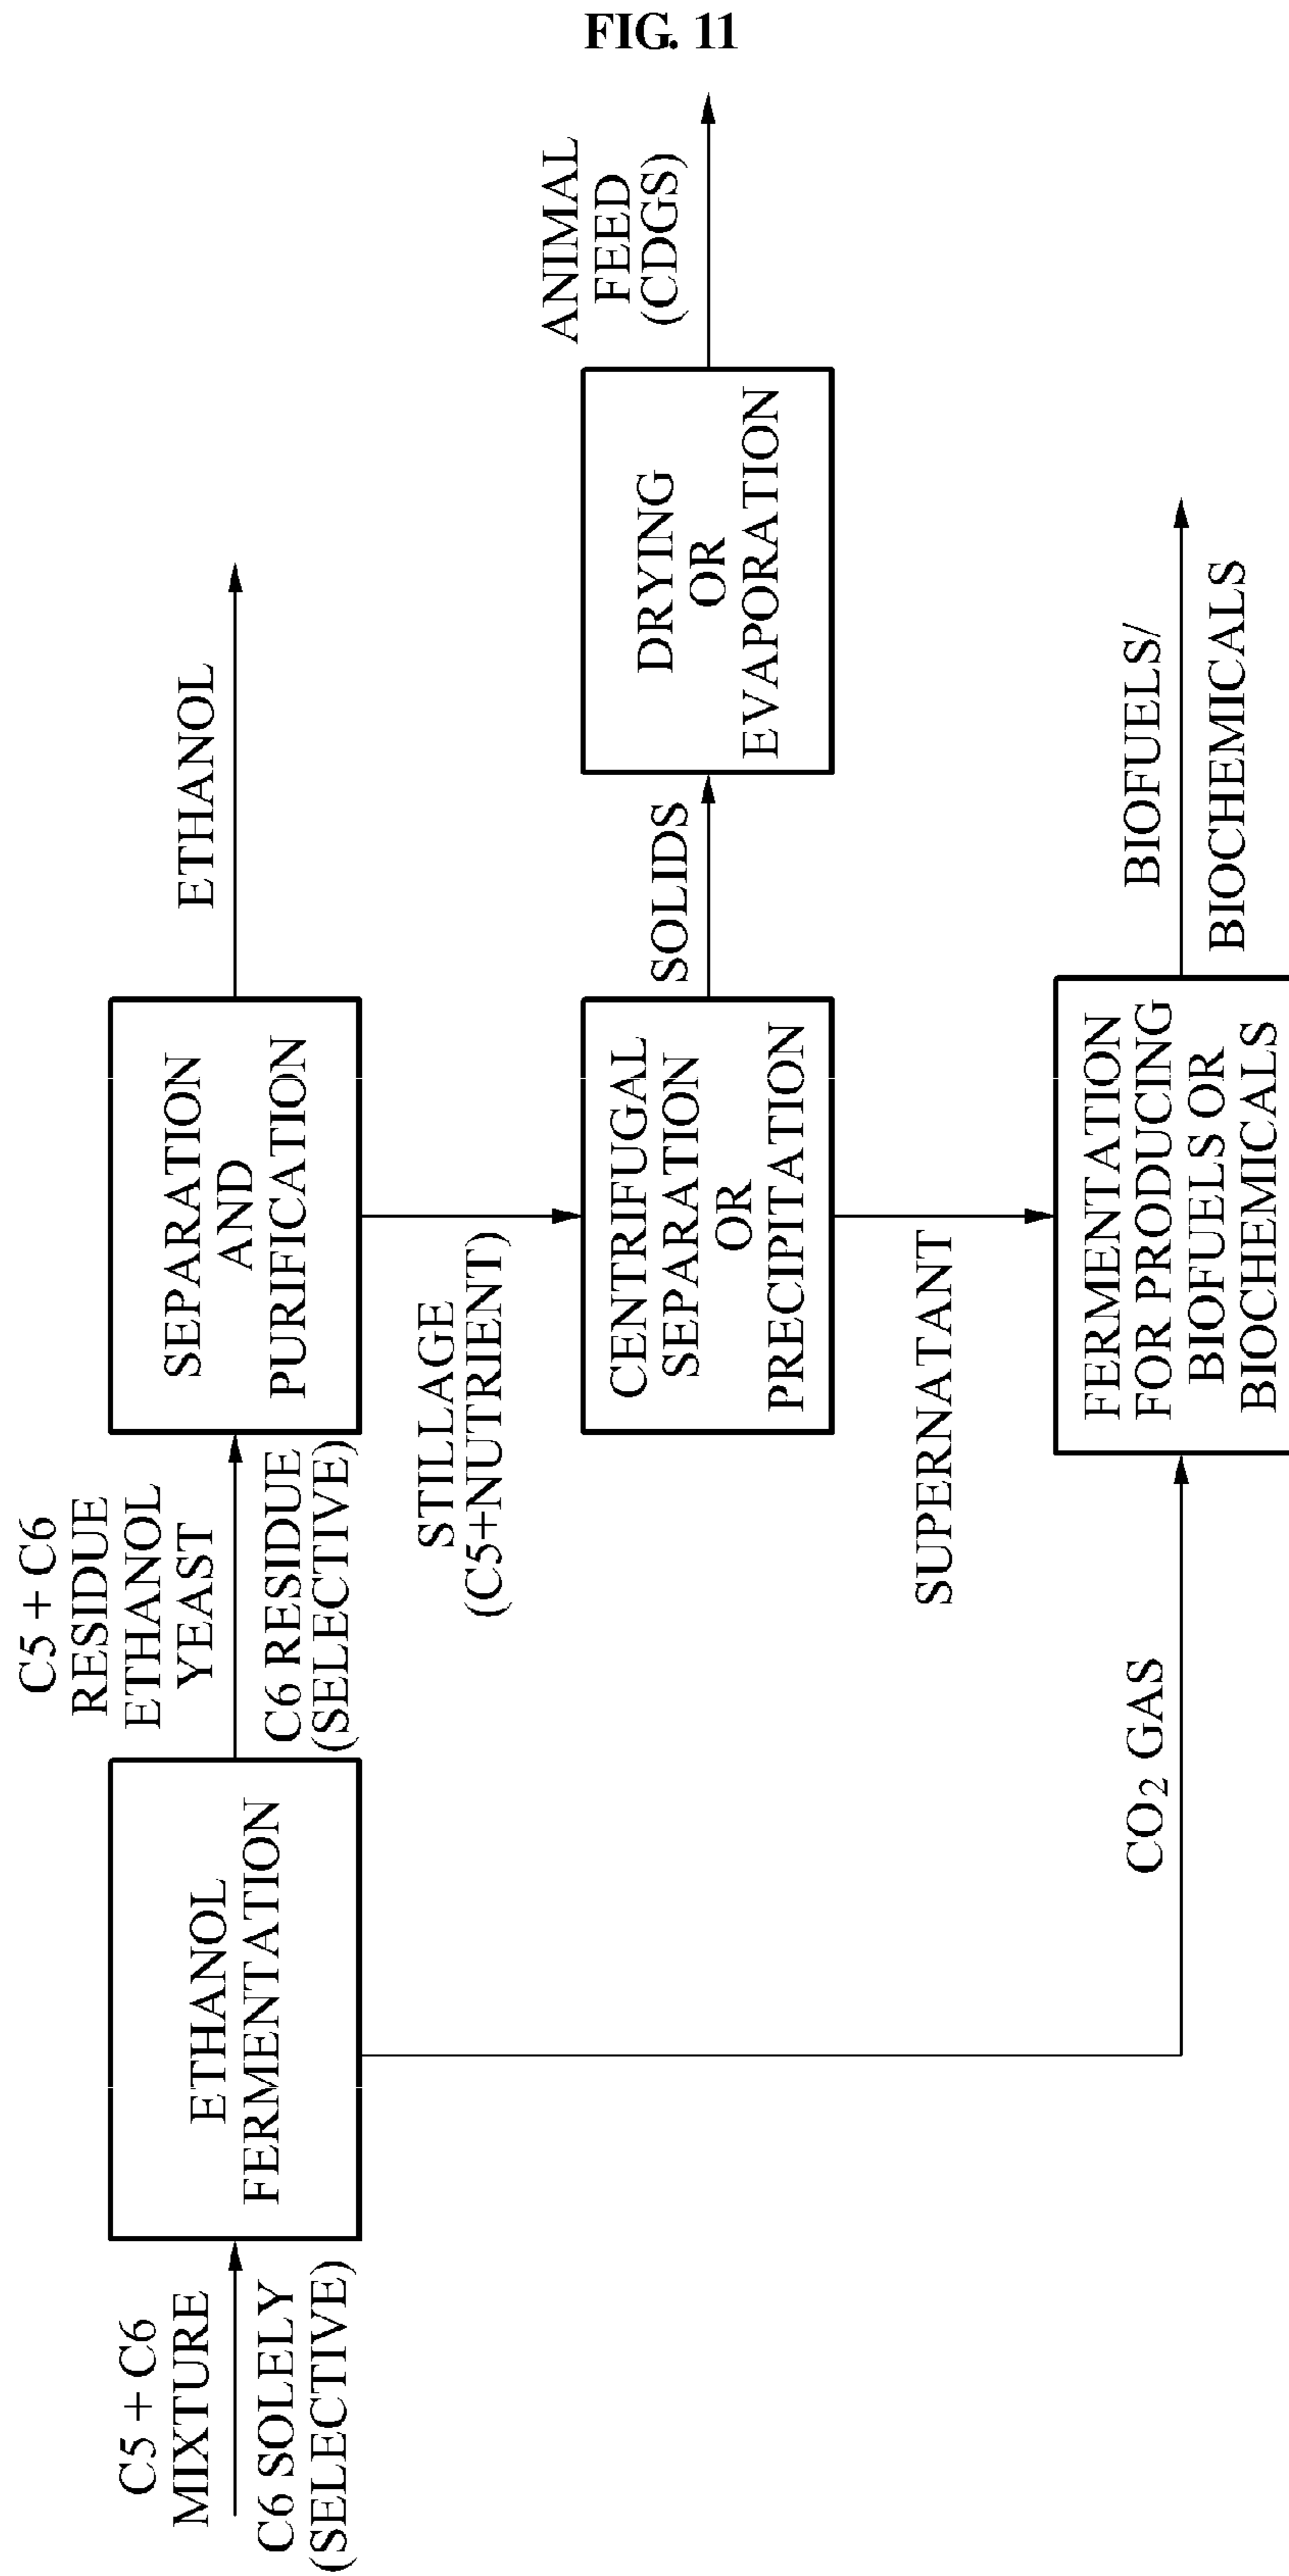 FIG. 11
C5 + C6
MIXTURE
C6 SOLELY
(SELECTIVE)
ETHANOL
FERMENTATION
C5 + C6
RESIDUE
ETHANOL
YEAST
C6 RESIDUE
(SELECTIVE)
SEPARATION
AND
PURIFICATION
ETHANOL
STILLAGE
(C5+NUTRIENT)
CENTRIFUGAL
SEPARATION
OR
PRECIPITATION
SOLIDS
DRYING
OR
EVAPORATION
ANIMAL
FEED
(CDGS)
SUPERNATANT
CO₂ GAS
FERMENTATION
FOR PRODUCING
BIOFUELS OR
BIOCHEMICALS
BIOFUELS/
BIOCHEMICALS